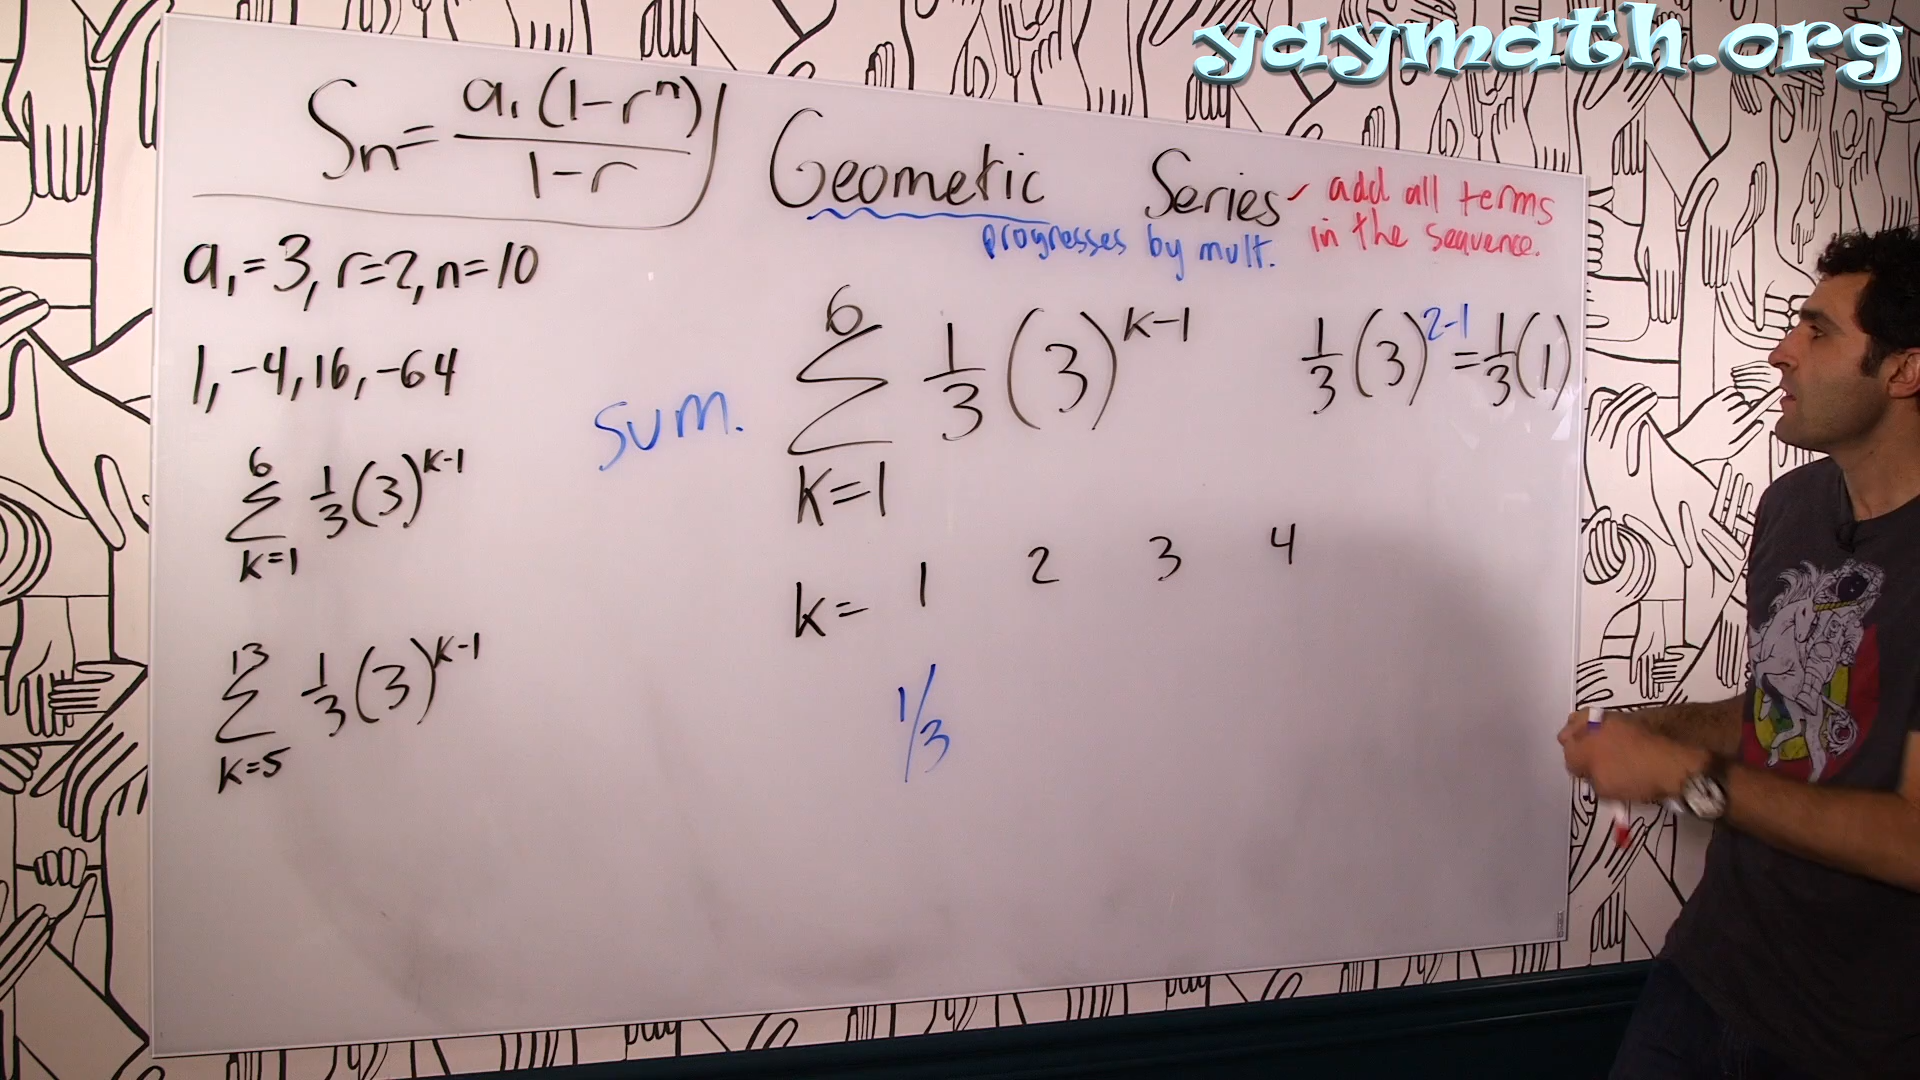 yaymath.org
Sn = a₁(1-rⁿ) / 1-r
Geometric Series - add all terms
in the sequence.
progresses by mult.
a₁=3, r=2, n=10
1, -4, 16, -64
6
Σ 1/3 (3)^k-1
k=1
13
Σ 1/3 (3)^k-1
k=5
sum.
6
Σ 1/3 (3)^k-1
k=1
1/3 (3)^2-1 = 1/3 (1)
k= 1 2 3 4
1/3